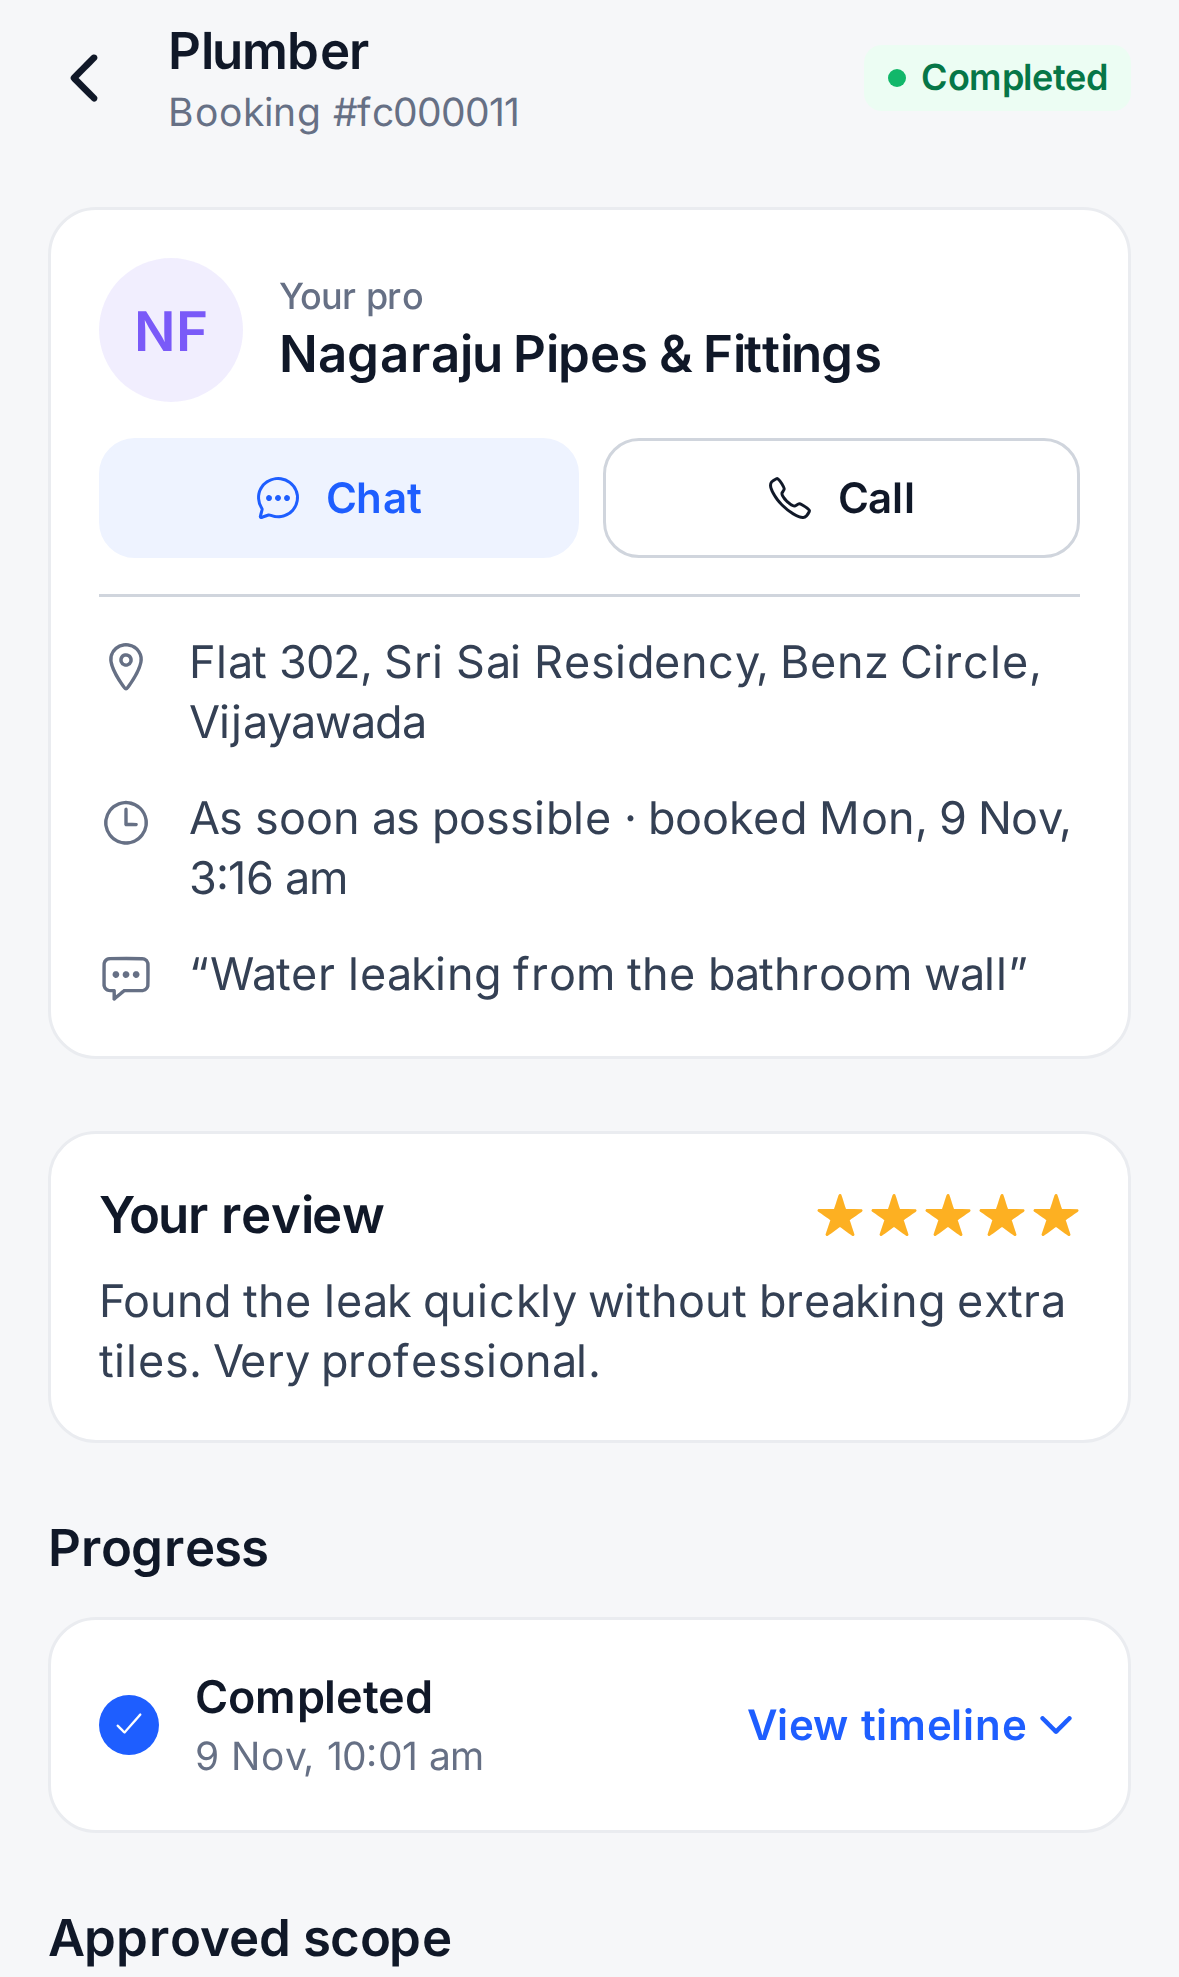 Plumber
Booking #fc000011
Completed
NF
Your pro
Nagaraju Pipes & Fittings
Chat
Call
Flat 302, Sri Sai Residency, Benz Circle,
Vijayawada
As soon as possible · booked Mon, 9 Nov,
3:16 am
“Water leaking from the bathroom wall”
Your review
Found the leak quickly without breaking extra
tiles. Very professional.
Progress
Completed
9 Nov, 10:01 am
View timeline
Approved scope